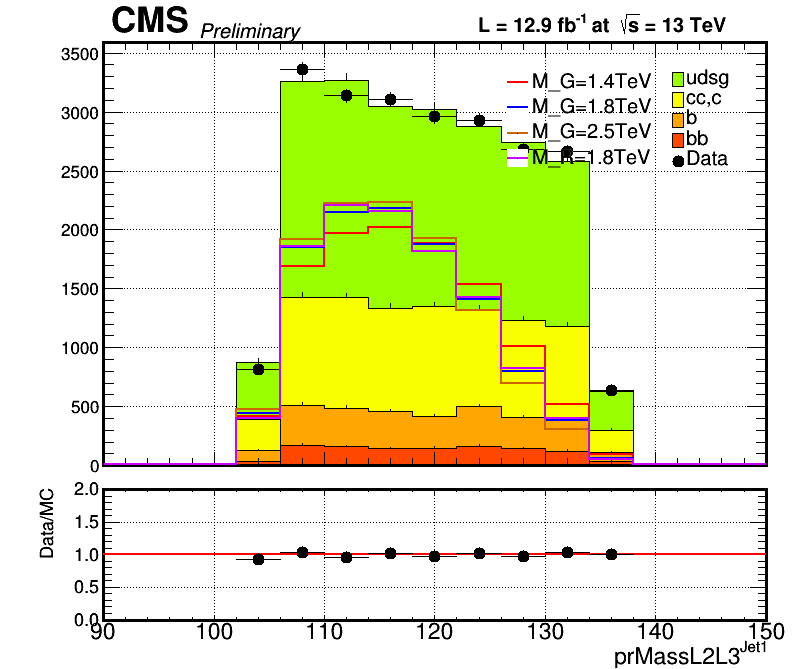 CMS Preliminary L = 12.9 fb⁻¹ at √s = 13 TeV
3500
3000
2500
2000
1500
1000
500
0
M_G=1.4TeV
M_G=1.8TeV
M_G=2.5TeV
M_R=1.8TeV
udsg
cc,c
b
bb
Data
Data/MC
2.0
1.5
1.0
0.5
0.0
90 100 110 120 130 140 150
prMassL2L3^Jet1